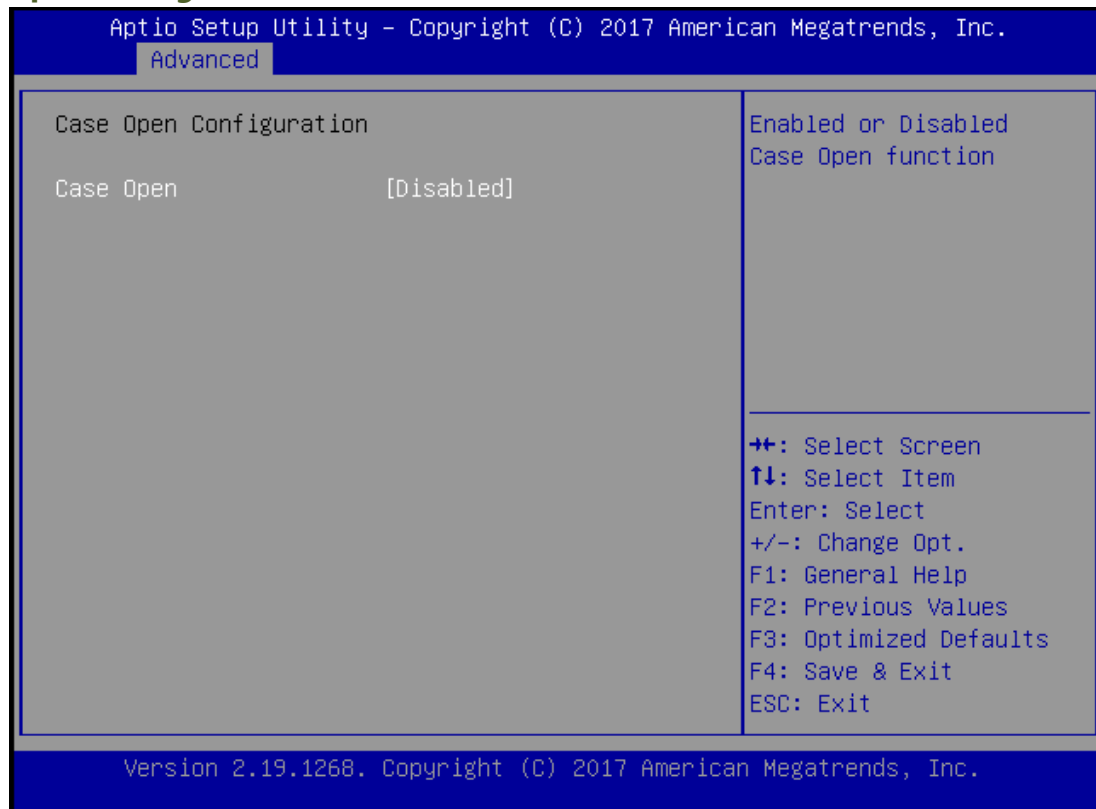 Aptio Setup Utility – Copyright (C) 2017 American Megatrends, Inc.
Advanced
Case Open Configuration
Case Open [Disabled]
Enabled or Disabled
Case Open function
→←: Select Screen
↑↓: Select Item
Enter: Select
+/-: Change Opt.
F1: General Help
F2: Previous Values
F3: Optimized Defaults
F4: Save & Exit
ESC: Exit
Version 2.19.1268. Copyright (C) 2017 American Megatrends, Inc.